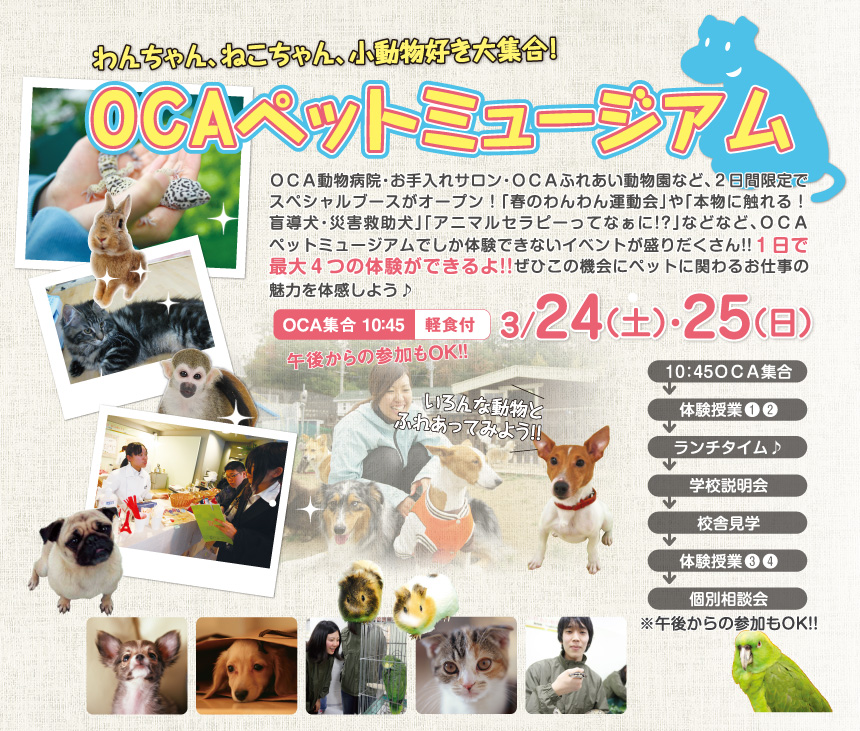 わんちゃん、ねこちゃん、小動物好き大集合！
OCAペットミュージアム
ＯＣＡ動物病院・お手入れサロン・ＯＣＡふれあい動物園など、２日間限定で
スペシャルブースがオープン！「春のわんわん運動会」や「本物に触れる！
盲導犬・災害救助犬」「アニマルセラピーってなぁに!?」などなど、ＯＣＡ
ペットミュージアムでしか体験できないイベントが盛りだくさん!!１日で
最大４つの体験ができるよ!!ぜひこの機会にペットに関わるお仕事の
魅力を体感しよう♪
OCA集合 10:45 軽食付 3/24(土)・25(日)
午後からの参加もOK!!
いろんな動物と
ふれあってみよう!!
10:45ＯＣＡ集合
体験授業❶❷
ランチタイム♪
学校説明会
校舎見学
体験授業❸❹
個別相談会
※午後からの参加もOK!!